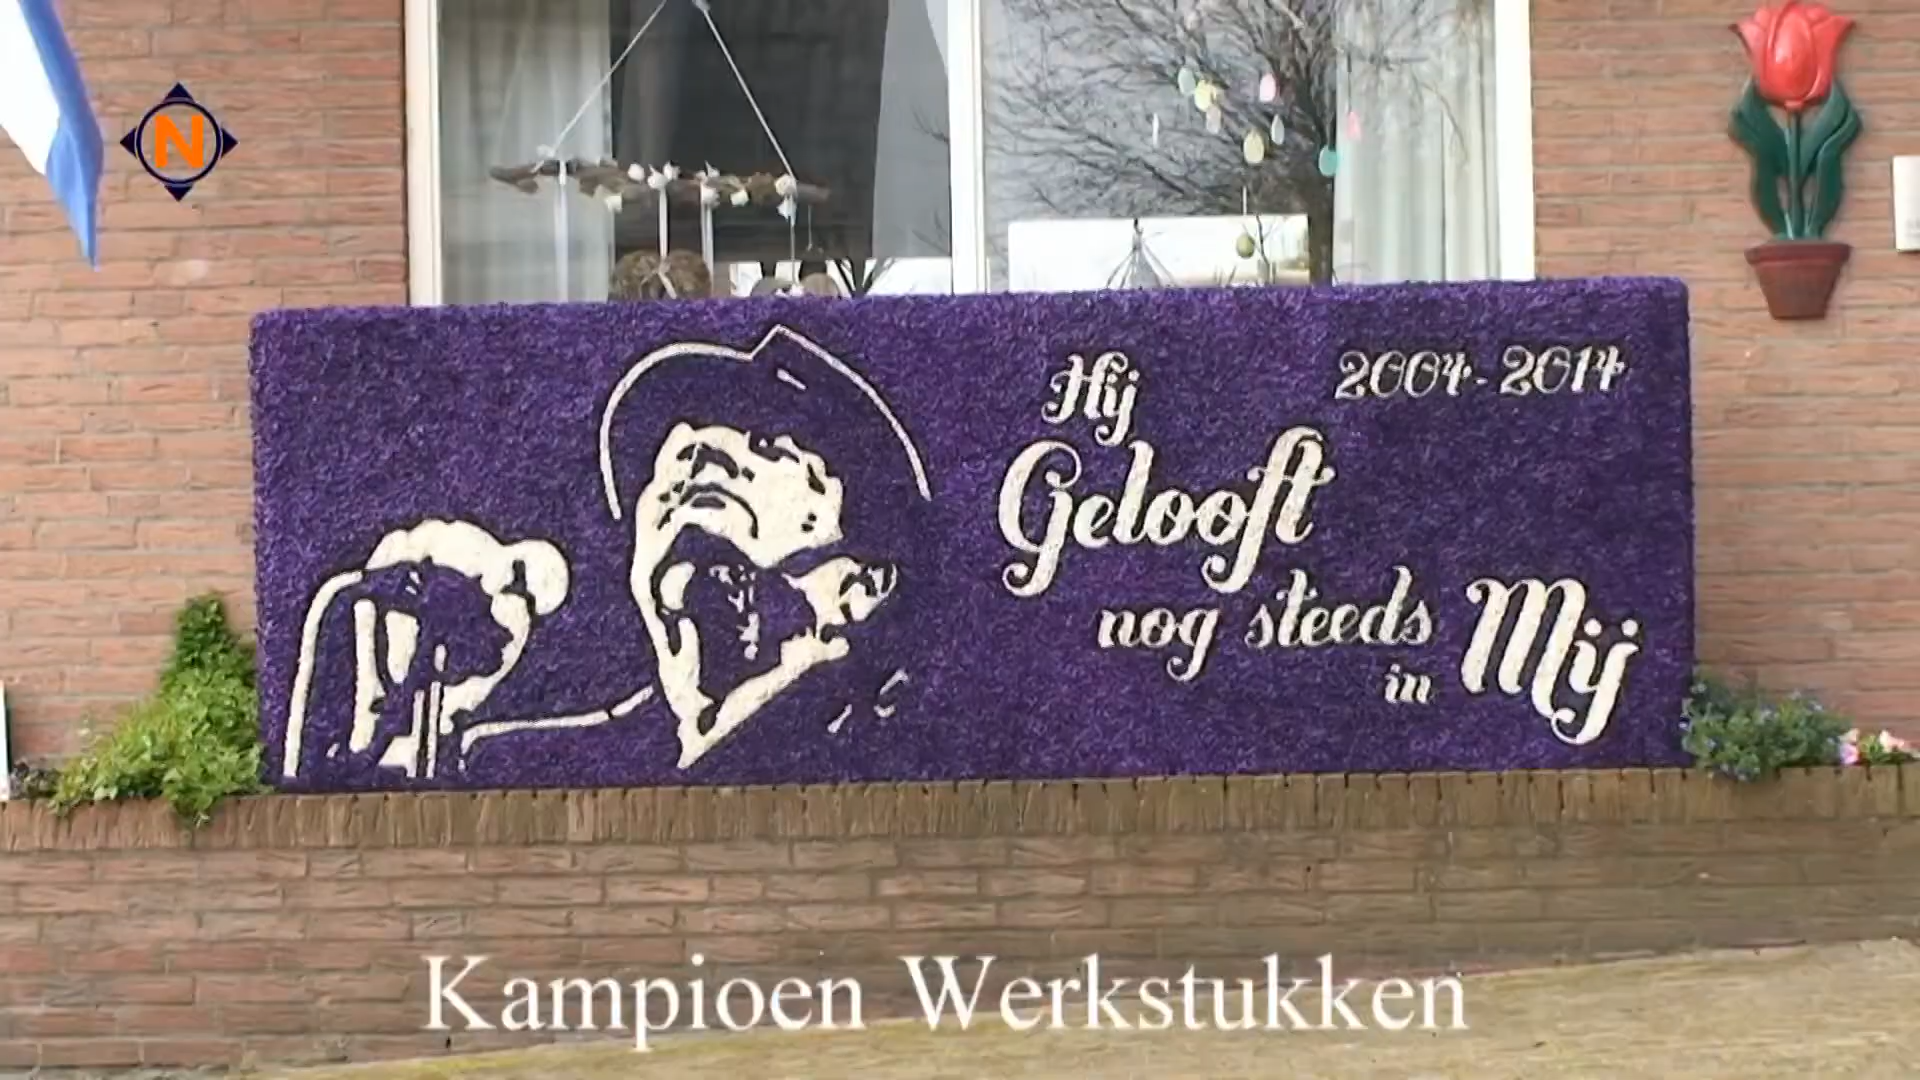 N
Hij
2004-2014
Gelooft
nog steeds
in Mij
Kampioen Werkstukken